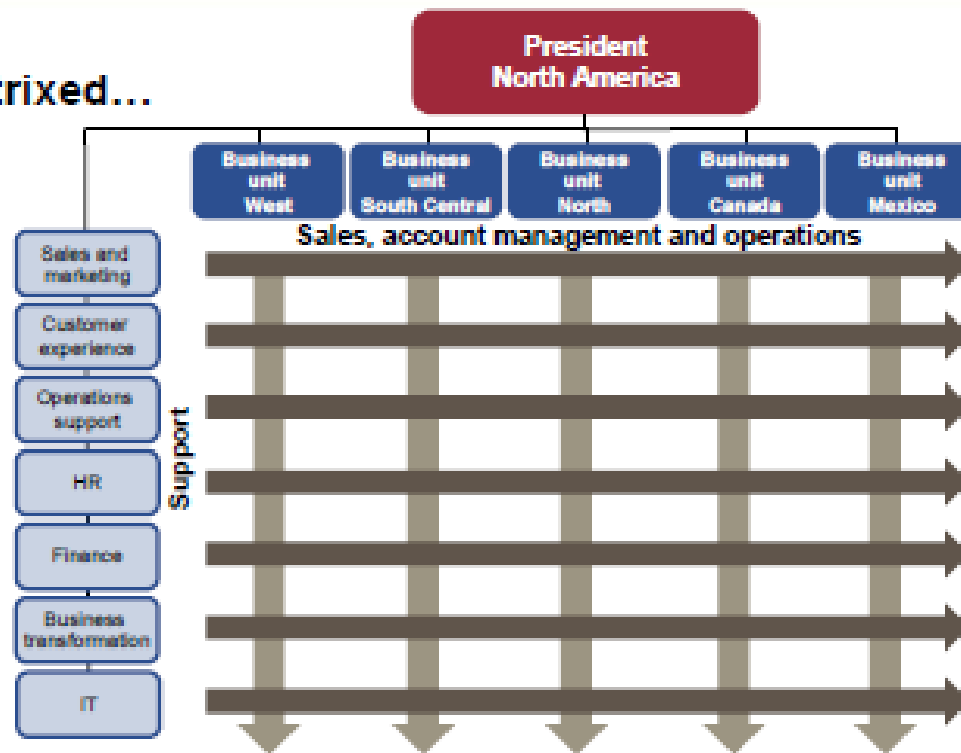 President
North America
trixed...
Business
unit
West
Business
unit
South Central
Business
unit
North
Business
unit
Canada
Business
unit
Mexico
Sales, account management and operations
Support
Sales and
marketing
Customer
experience
Operations
support
HR
Finance
Business
transformation
IT